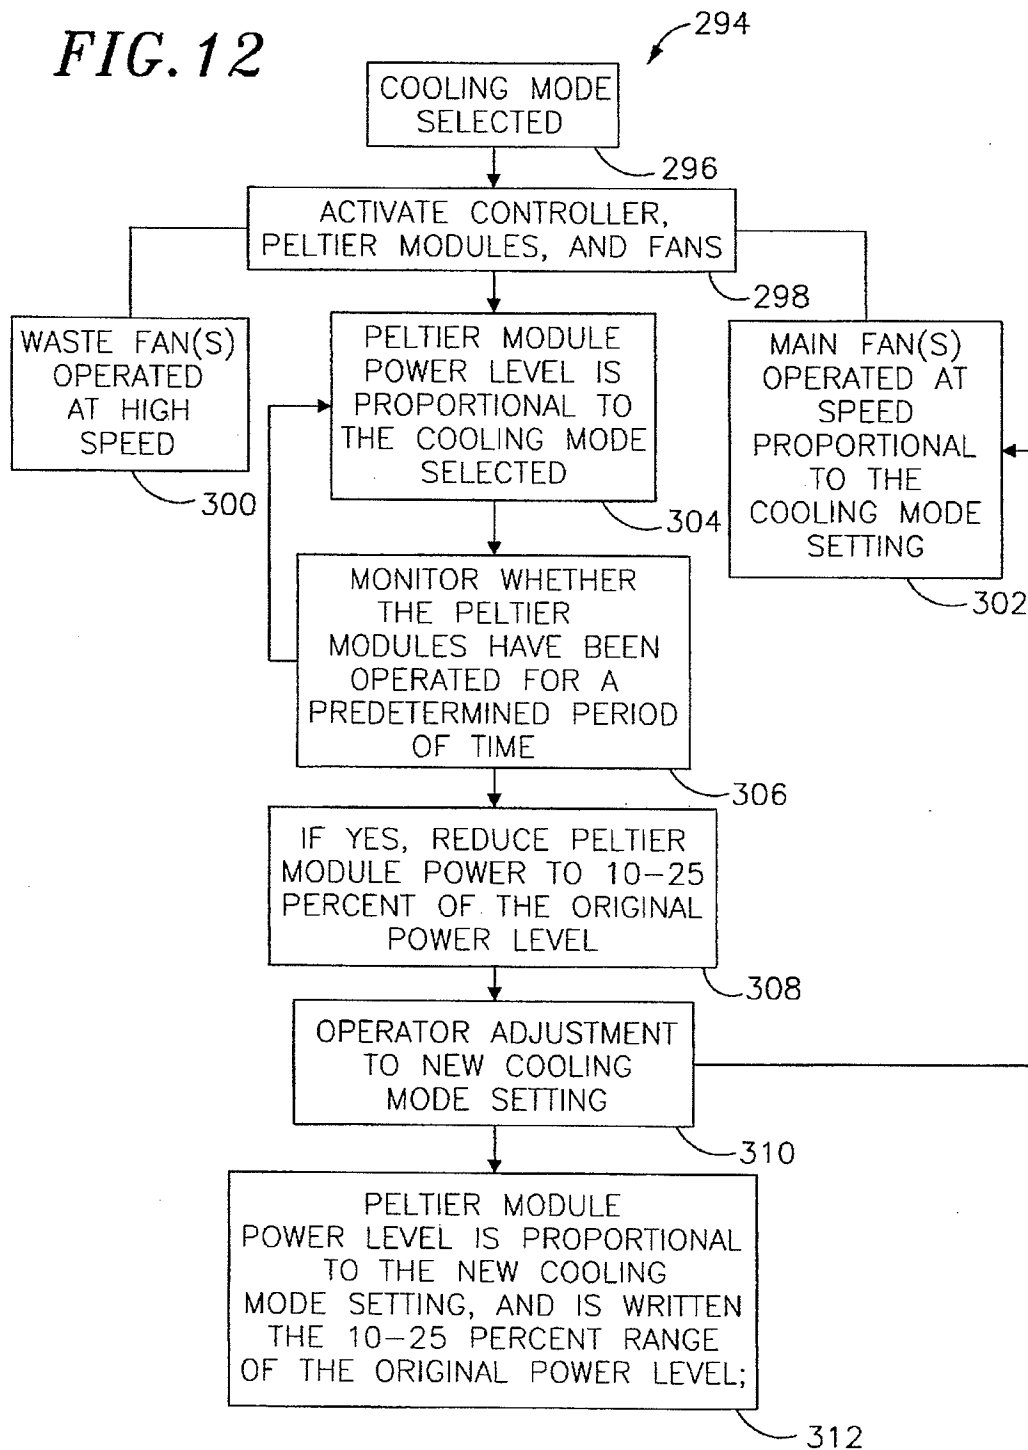 FIG. 12
294
COOLING MODE
SELECTED
296
ACTIVATE CONTROLLER,
PELTIER MODULES, AND FANS
298
WASTE FAN(S)
OPERATED
AT HIGH
SPEED
300
PELTIER MODULE
POWER LEVEL IS
PROPORTIONAL TO
THE COOLING MODE
SELECTED
304
MAIN FAN(S)
OPERATED AT
SPEED
PROPORTIONAL
TO THE
COOLING MODE
SETTING
302
MONITOR WHETHER
THE PELTIER
MODULES HAVE BEEN
OPERATED FOR A
PREDETERMINED PERIOD
OF TIME
306
IF YES, REDUCE PELTIER
MODULE POWER TO 10-25
PERCENT OF THE ORIGINAL
POWER LEVEL
308
OPERATOR ADJUSTMENT
TO NEW COOLING
MODE SETTING
310
PELTIER MODULE
POWER LEVEL IS PROPORTIONAL
TO THE NEW COOLING
MODE SETTING, AND IS WRITTEN
THE 10-25 PERCENT RANGE
OF THE ORIGINAL POWER LEVEL;
312